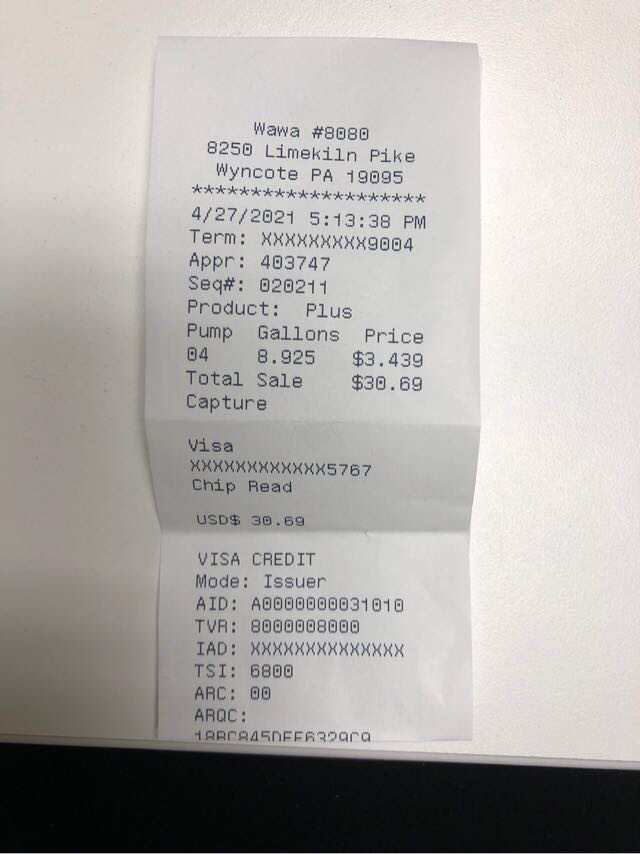 Wawa #8080
8250 Limekiln Pike
Wyncote PA 19095
********************
4/27/2021 5:13:38 PM
Term: XXXXXXXXX9004
Appr: 403747
Seq#: 020211
Product: Plus
Pump Gallons Price
04 8.925 $3.439
Total Sale $30.69
Capture
Visa
XXXXXXXXXXXX5767
Chip Read
USD$ 30.69
VISA CREDIT
Mode: Issuer
AID: A0000000031010
TVR: 8000008000
IAD: XXXXXXXXXXXXXX
TSI: 6800
ARC: 00
ARQC: